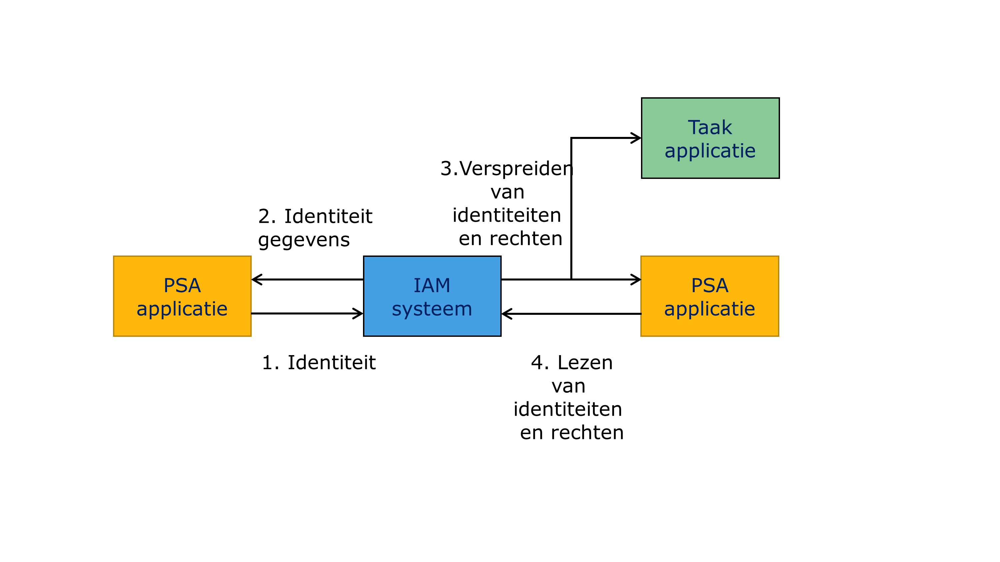 Taak
applicatie
3.Verspreiden
van
identiteiten
en rechten
2. Identiteit
gegevens
PSA
applicatie
IAM
systeem
PSA
applicatie
1. Identiteit
4. Lezen
van
identiteiten
en rechten